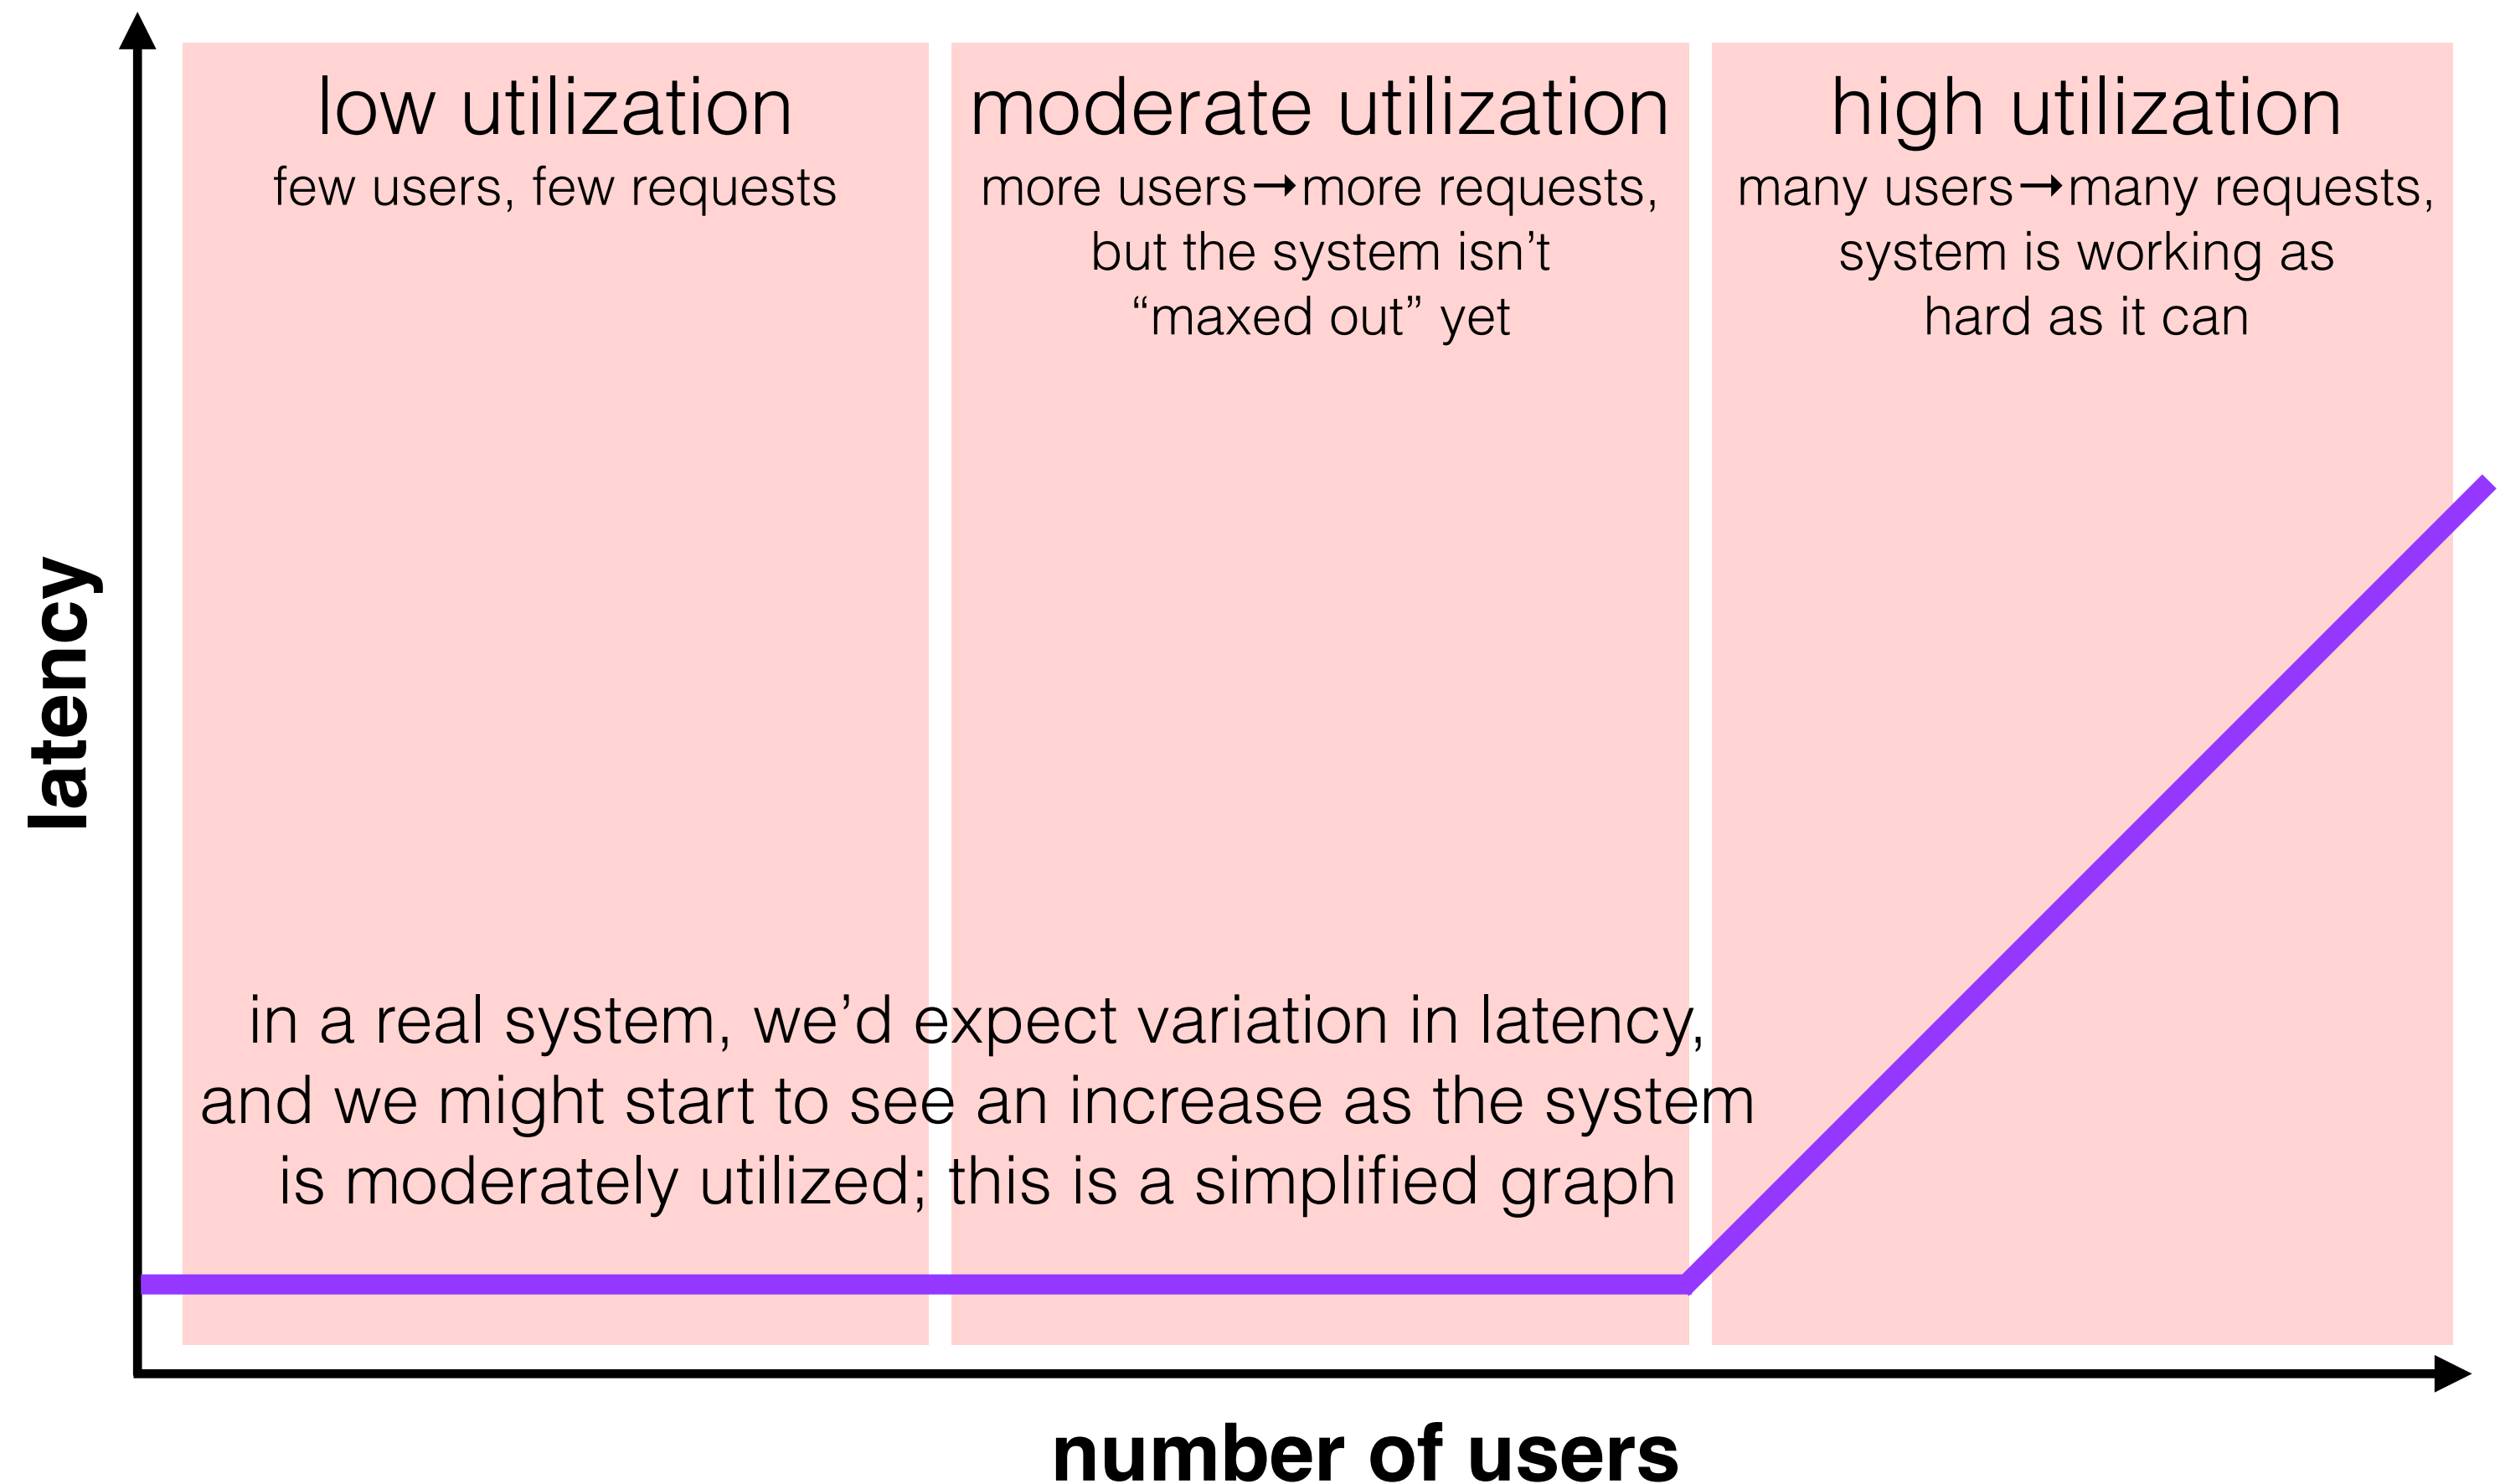 low utilization
few users, few requests
moderate utilization
more users→more requests,
but the system isn’t
“maxed out” yet
high utilization
many users→many requests,
system is working as
hard as it can
latency
in a real system, we’d expect variation in latency,
and we might start to see an increase as the system
is moderately utilized; this is a simplified graph
number of users